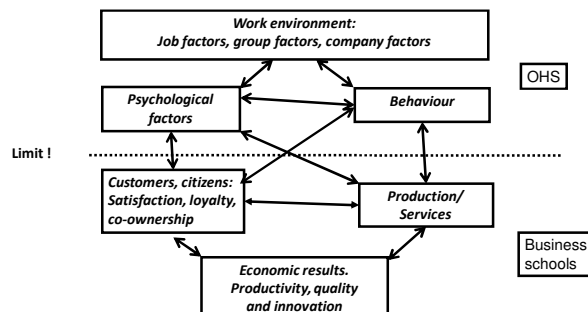 Work environment:
Job factors, group factors, company factors
OHS
Psychological
factors
Behaviour
Limit !
Customers, citizens:
Satisfaction, loyalty,
co-ownership
Production/
Services
Business
schools
Economic results.
Productivity, quality
and innovation